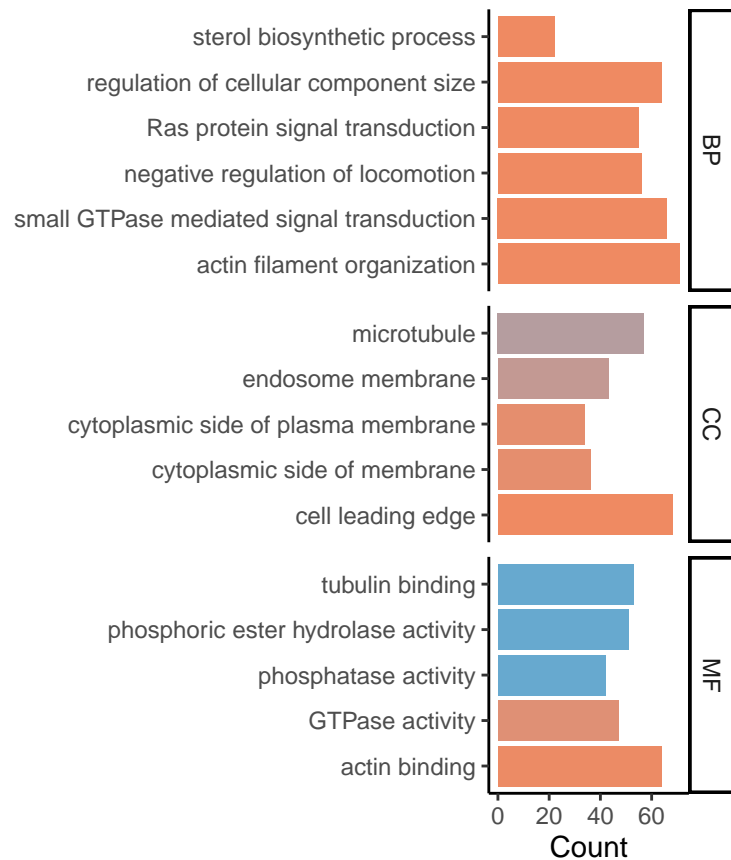 sterol biosynthetic process
regulation of cellular component size
Ras protein signal transduction
negative regulation of locomotion
small GTPase mediated signal transduction
actin filament organization
BP
microtubule
endosome membrane
cytoplasmic side of plasma membrane
cytoplasmic side of membrane
cell leading edge
CC
tubulin binding
phosphoric ester hydrolase activity
phosphatase activity
GTPase activity
actin binding
MF
0 20 40 60
Count